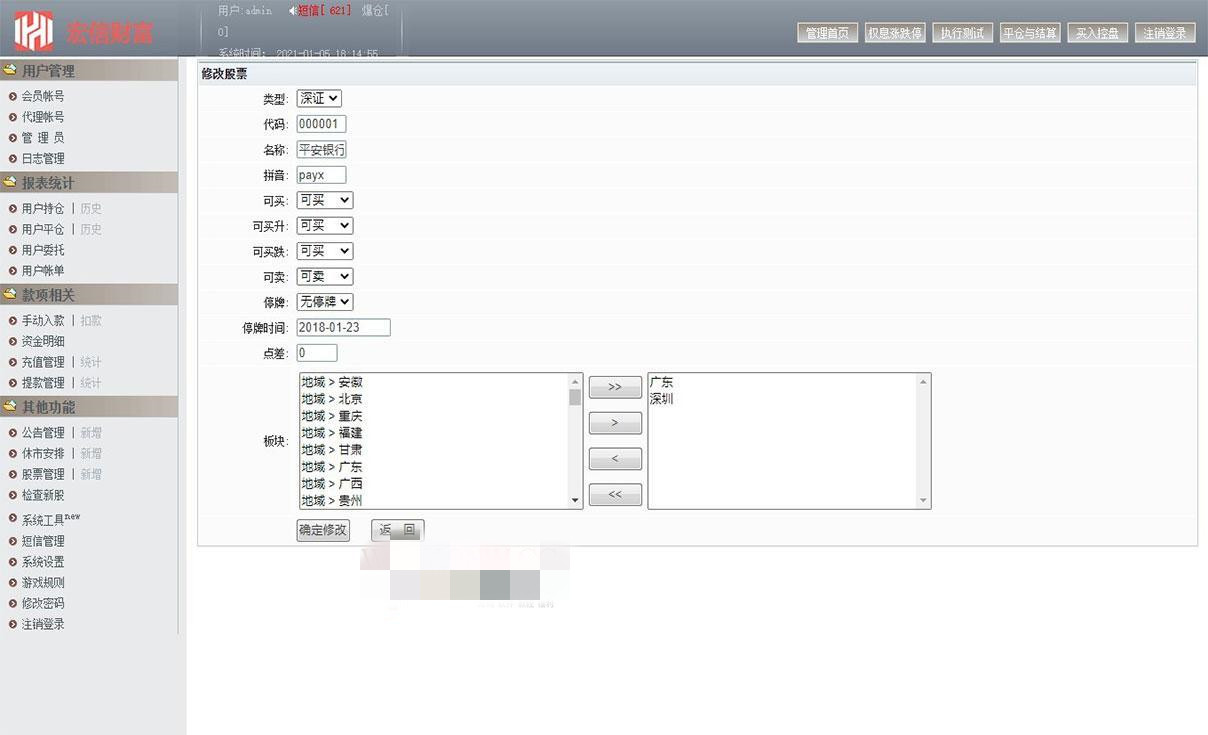 宏信财富
用户:admin 短信[ 621] 爆仓[
0]
系统时间: 2021-01-05 16:14:55
管理首页 权息涨跌停 执行测试 平仓与结算 买入控盘 注销登录
用户管理
会员帐号
代理帐号
管 理 员
日志管理
报表统计
用户持仓 | 历史
用户平仓 | 历史
用户委托
用户帐单
款项相关
手动入款 | 扣款
资金明细
充值管理 | 统计
提款管理 | 统计
其他功能
公告管理 | 新增
休市安排 | 新增
股票管理 | 新增
检查新股
系统工具new
短信管理
系统设置
游戏规则
修改密码
注销登录
修改股票
类型: 深证
代码: 000001
名称: 平安银行
拼音: payx
可买: 可买
可买升: 可买
可买跌: 可买
可卖: 可卖
停牌: 无停牌
停牌时间: 2018-01-23
点差: 0
板块:
地域 > 安徽
地域 > 北京
地域 > 重庆
地域 > 福建
地域 > 甘肃
地域 > 广东
地域 > 广西
地域 > 贵州
>>
>
<
<<
广东
深圳
确定修改 返 回